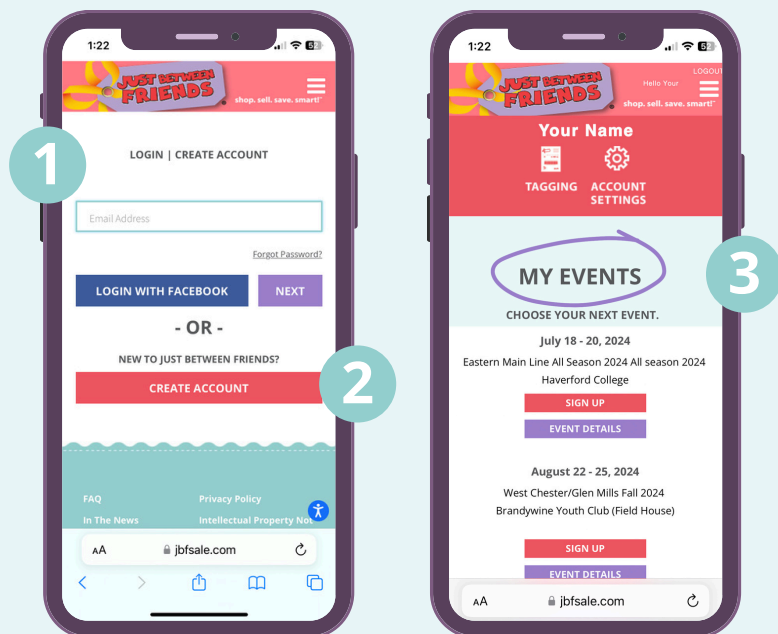 1
1:22
52
JUST BETWEEN
FRIENDS
shop. sell. save. smart!
LOGIN | CREATE ACCOUNT
Email Address
Forgot Password?
LOGIN WITH FACEBOOK
NEXT
- OR -
NEW TO JUST BETWEEN FRIENDS?
CREATE ACCOUNT
2
FAQ
Privacy Policy
In The News
Intellectual Property Not
AA
jbfsale.com
1:22
52
LOGOUT
JUST BETWEEN
FRIENDS
Hello Your
shop. sell. save. smart!
Your Name
TAGGING
ACCOUNT
SETTINGS
3
MY EVENTS
CHOOSE YOUR NEXT EVENT.
July 18 - 20, 2024
Eastern Main Line All Season 2024 All season 2024
Haverford College
SIGN UP
EVENT DETAILS
August 22 - 25, 2024
West Chester/Glen Mills Fall 2024
Brandywine Youth Club (Field House)
SIGN UP
EVENT DETAILS
AA
jbfsale.com